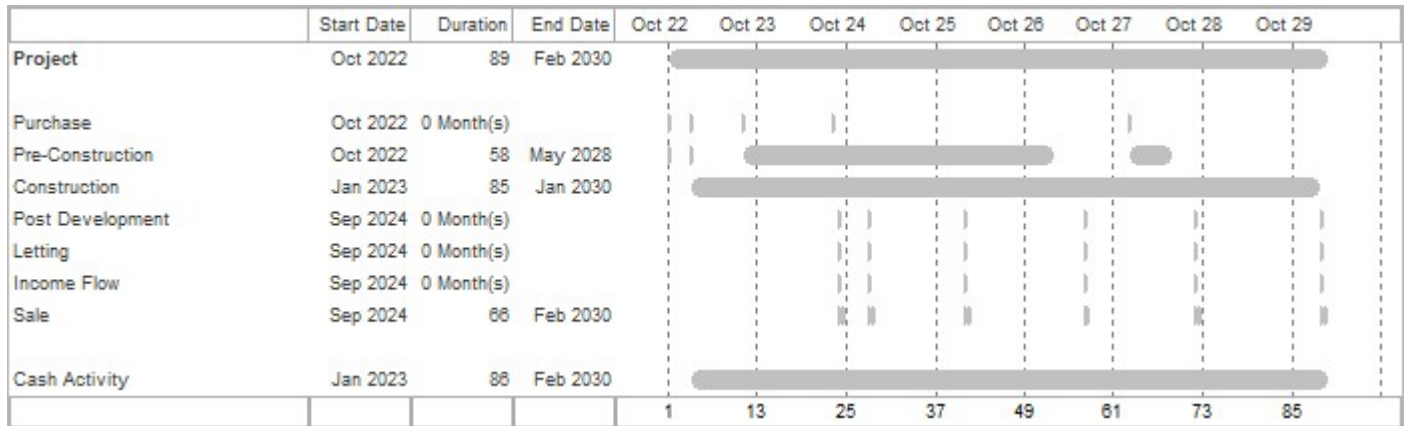 Start Date Duration End Date Oct 22 Oct 23 Oct 24 Oct 25 Oct 26 Oct 27 Oct 28 Oct 29
Project Oct 2022 89 Feb 2030
Purchase Oct 2022 0 Month(s)
Pre-Construction Oct 2022 58 May 2028
Construction Jan 2023 85 Jan 2030
Post Development Sep 2024 0 Month(s)
Letting Sep 2024 0 Month(s)
Income Flow Sep 2024 0 Month(s)
Sale Sep 2024 66 Feb 2030
Cash Activity Jan 2023 86 Feb 2030
1 13 25 37 49 61 73 85